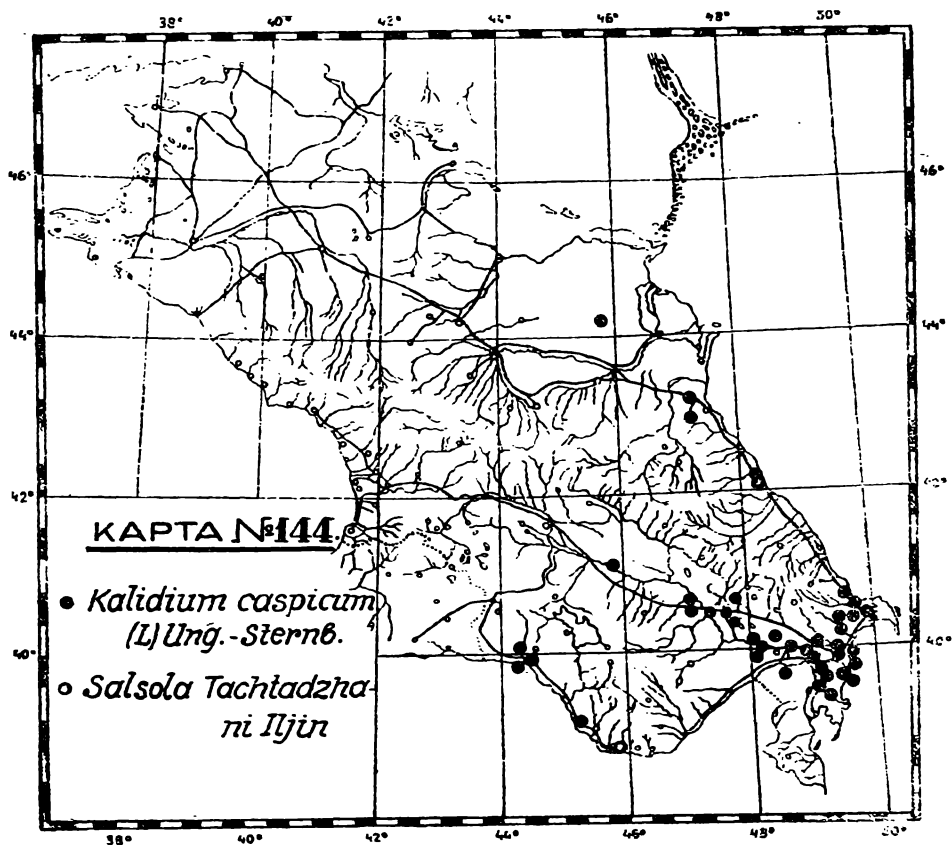 38° 40° 42° 44° 46° 48° 50°
46° 46°
44° 44°
42° 42°
КАРТА №144.
Kalidium caspicum
(L) Ung.-Sternb.
40° 40°
Salsola Tachtadzha-
ni Iljin
38° 40° 42° 44° 46° 48° 50°